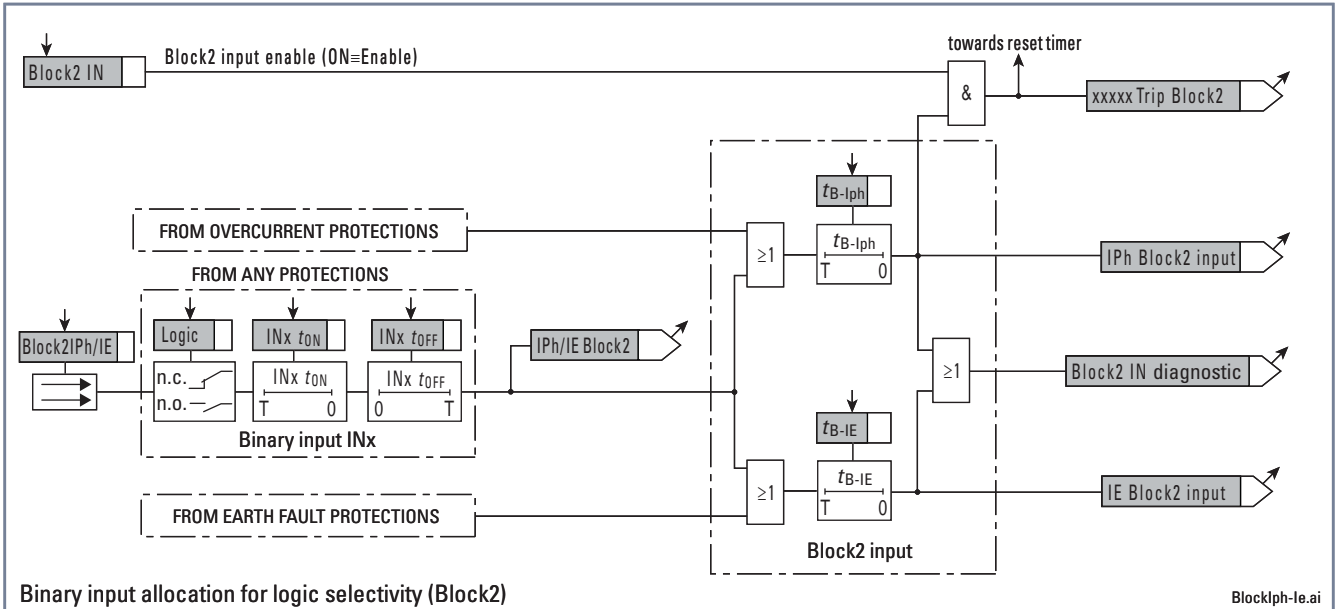 towards reset timer
Block2 IN
Block2 input enable (ON≡Enable)
&
xxxxx Trip Block2
tB-Iph
FROM OVERCURRENT PROTECTIONS
≥1
tB-Iph
T 0
IPh Block2 input
FROM ANY PROTECTIONS
Block2IPh/IE
Logic
INx tON
INx tOFF
IPh/IE Block2
n.c.
n.o.
INx tON
T 0
INx tOFF
0 T
Binary input INx
≥1
Block2 IN diagnostic
tB-IE
≥1
tB-IE
T 0
IE Block2 input
FROM EARTH FAULT PROTECTIONS
Block2 input
Binary input allocation for logic selectivity (Block2)
BlockIph-Ie.ai